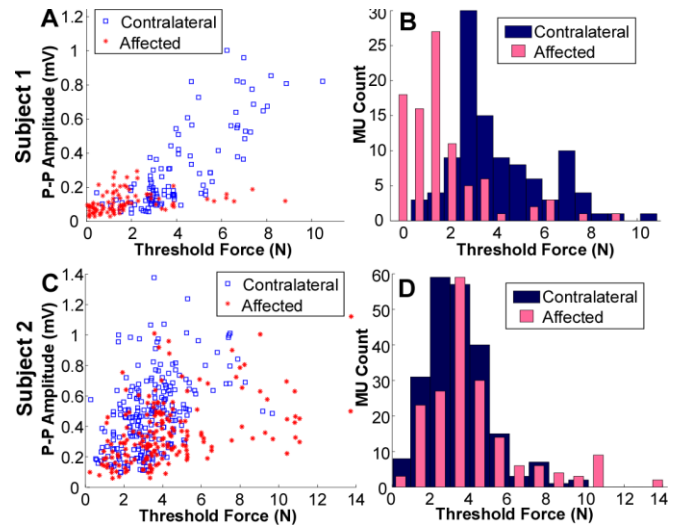 A
Subject 1
P-P Amplitude (mV)
1.2
1
0.8
0.6
0.4
0.2
0
0 2 4 6 8 10
Threshold Force (N)
Contralateral
Affected
B
MU Count
30
25
20
15
10
5
0
0 2 4 6 8 10
Threshold Force (N)
Contralateral
Affected
C
Subject 2
P-P Amplitude (mV)
1.4
1.2
1
0.8
0.6
0.4
0.2
0
0 2 4 6 8 10 12 14
Threshold Force (N)
Contralateral
Affected
D
MU Count
60
50
40
30
20
10
0
0 2 4 6 8 10 12 14
Threshold Force (N)
Contralateral
Affected